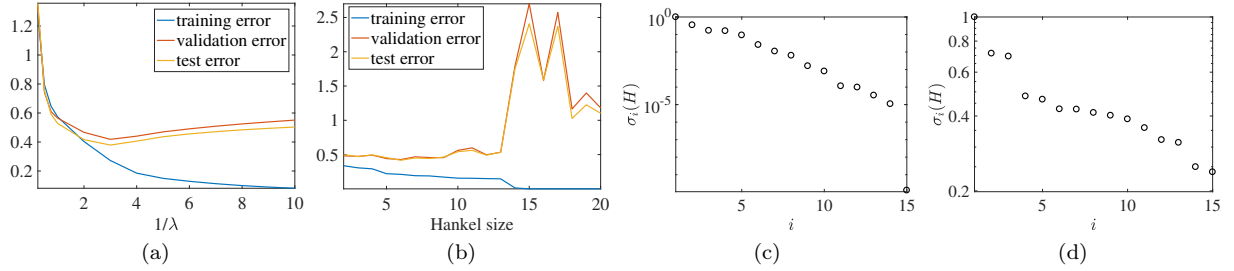 1.2
1
0.8
0.6
0.4
0.2
2 4 6 8 10
1/λ
training error
validation error
test error
(a)
2.5
2
1.5
1
0.5
5 10 15 20
Hankel size
training error
validation error
test error
(b)
10^0
10^-5
σ_i(H)
5 10 15
i
(c)
1
0.8
0.6
0.4
0.2
σ_i(H)
5 10 15
i
(d)